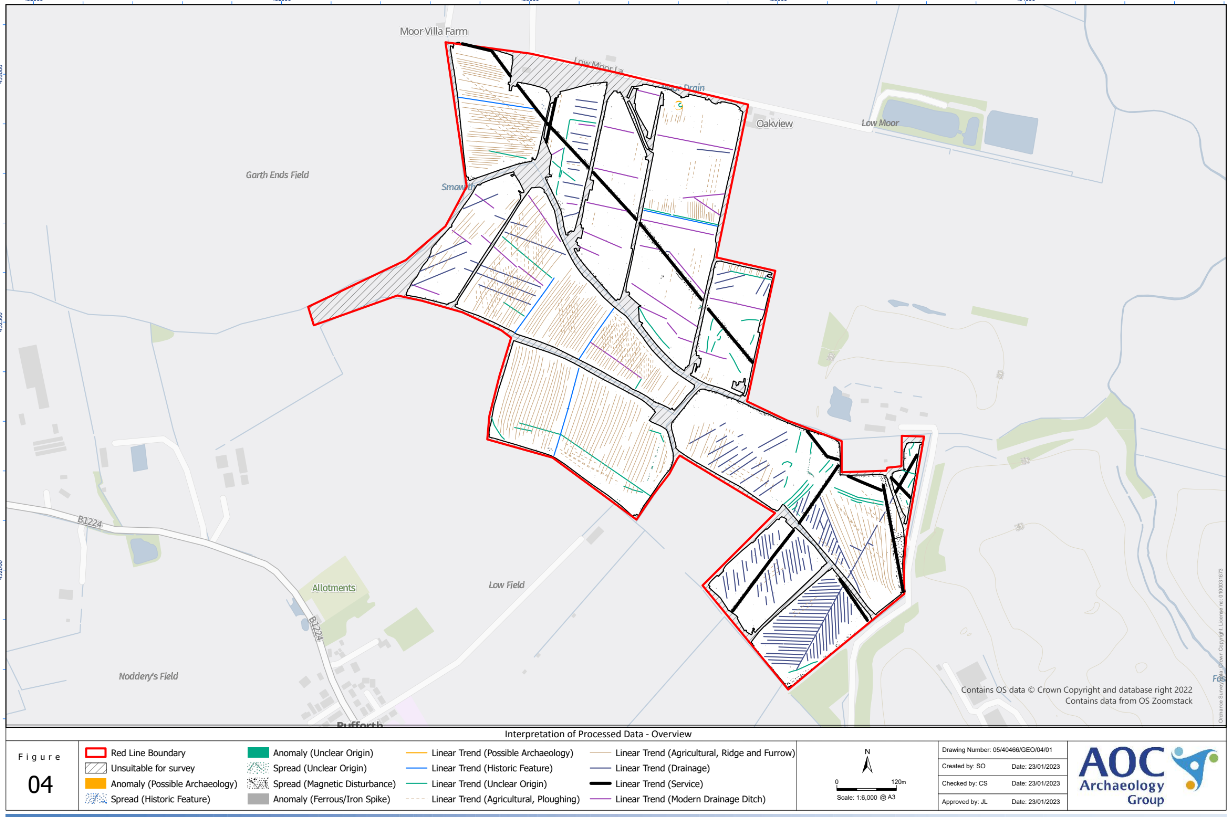 Moor Villa Farm
Low Moor La
Drain
Oakview
Low Moor
Garth Ends Field
B1224
Allotments
B1224
Low Field
Noddery's Field
Rufforth
Contains OS data © Crown Copyright and database right 2022
Contains data from OS Zoomstack
Interpretation of Processed Data - Overview
Figure
04
Red Line Boundary
Unsuitable for survey
Anomaly (Possible Archaeology)
Spread (Historic Feature)
Anomaly (Unclear Origin)
Spread (Unclear Origin)
Spread (Magnetic Disturbance)
Anomaly (Ferrous/Iron Spike)
Linear Trend (Possible Archaeology)
Linear Trend (Historic Feature)
Linear Trend (Unclear Origin)
Linear Trend (Agricultural, Ploughing)
Linear Trend (Agricultural, Ridge and Furrow)
Linear Trend (Drainage)
Linear Trend (Service)
Linear Trend (Modern Drainage Ditch)
N
0 120m
Scale: 1:6,000 @ A3
Drawing Number: 05/40466/GEO/04/01
Created by: SO Date: 23/01/2023
Checked by: CS Date: 23/01/2023
Approved by: JL Date: 23/01/2023
AOC
Archaeology
Group